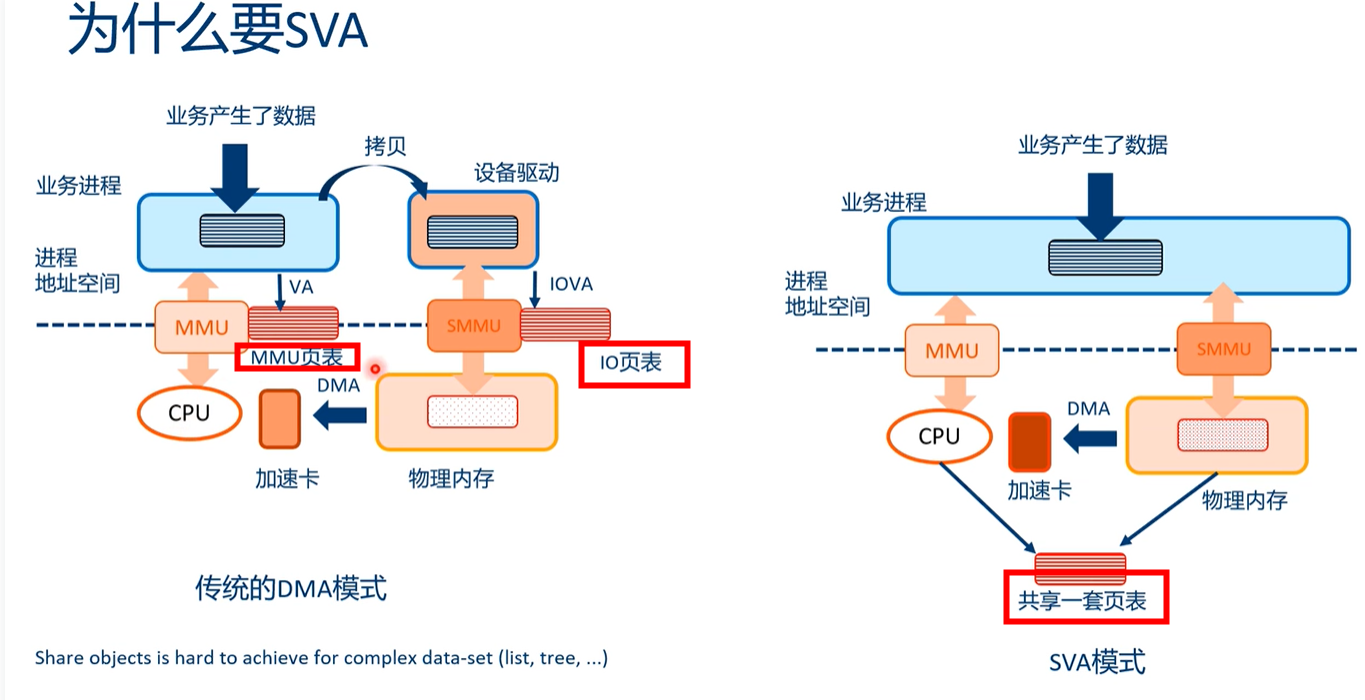 为什么要SVA
业务产生了数据
拷贝
设备驱动
业务进程
进程
地址空间
VA
IOVA
MMU
SMMU
MMU页表
IO页表
DMA
CPU
加速卡
物理内存
传统的DMA模式
Share objects is hard to achieve for complex data-set (list, tree, ...)
业务产生了数据
业务进程
进程
地址空间
MMU
SMMU
DMA
CPU
加速卡
物理内存
共享一套页表
SVA模式